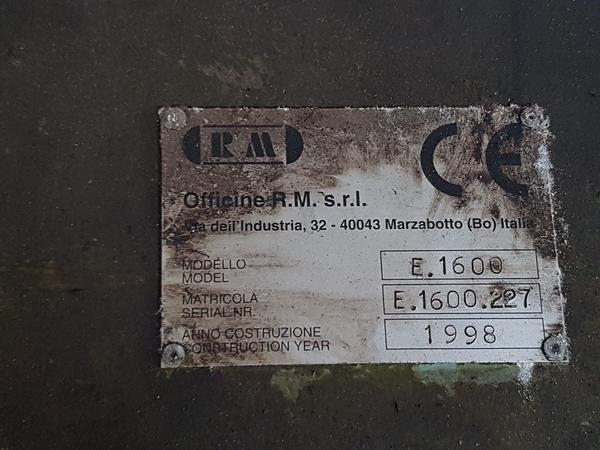 RM
CE
Officine R.M. s.r.l.
Via dell'Industria, 32 - 40043 Marzabotto (Bo) Italia
MODELLO
MODEL
E.1600
MATRICOLA
SERIAL NR.
E.1600.227
ANNO COSTRUZIONE
CONSTRUCTION YEAR
1998